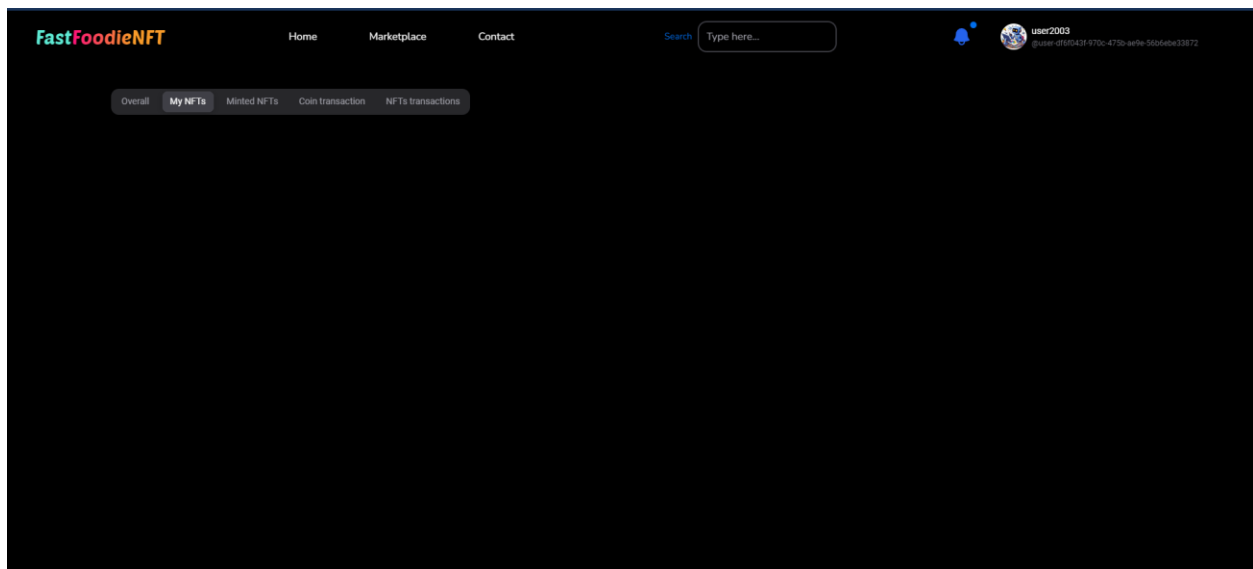 FastFoodieNFT
Home Marketplace Contact
Search Type here...
user2003
@user-df6f043f-970c-475b-ae9e-56b6ebe33872
Overall My NFTs Minted NFTs Coin transaction NFTs transactions